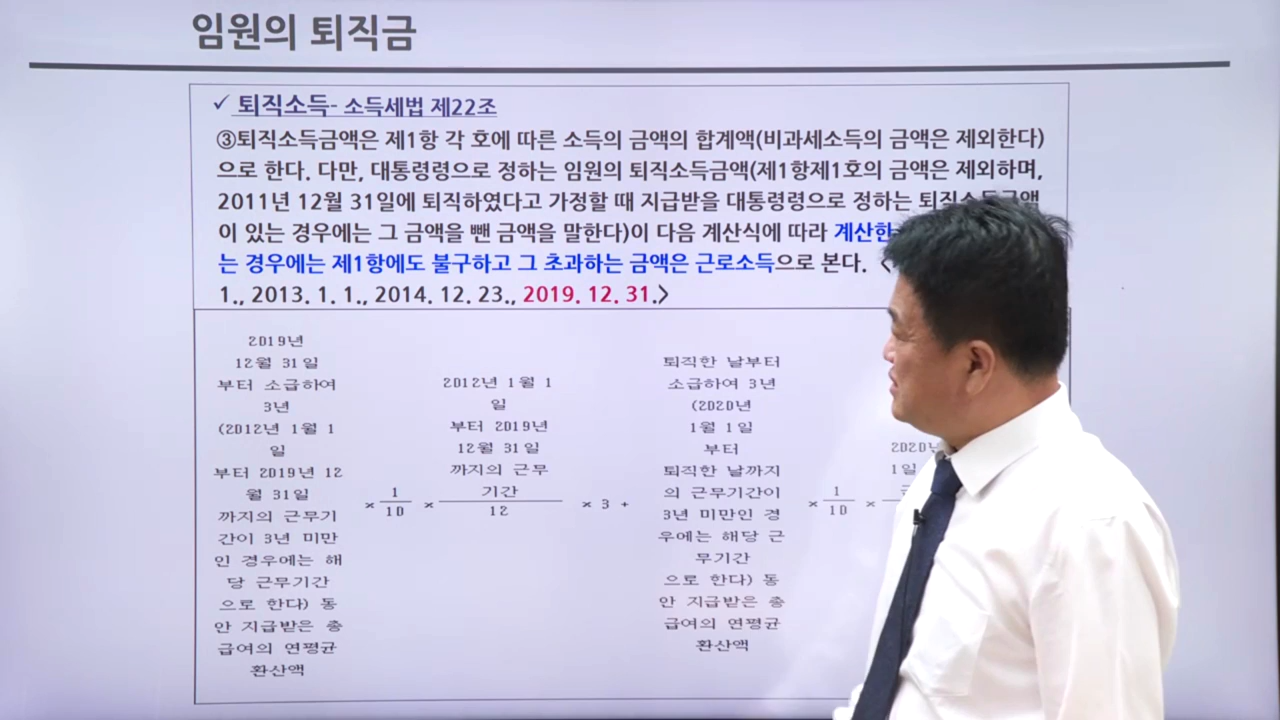 임원의 퇴직금
✓ 퇴직소득- 소득세법 제22조
③퇴직소득금액은 제1항 각 호에 따른 소득의 금액의 합계액(비과세소득의 금액은 제외한다)
으로 한다. 다만, 대통령령으로 정하는 임원의 퇴직소득금액(제1항제1호의 금액은 제외하며,
2011년 12월 31일에 퇴직하였다고 가정할 때 지급받을 대통령령으로 정하는 퇴직소득금액
이 있는 경우에는 그 금액을 뺀 금액을 말한다)이 다음 계산식에 따라 계산한
는 경우에는 제1항에도 불구하고 그 초과하는 금액은 근로소득으로 본다. <
1., 2013. 1. 1., 2014. 12. 23., 2019. 12. 31.>
2019년
12월 31일
부터 소급하여
3년
(2012년 1월 1
일
부터 2019년 12
월 31일
까지의 근무기
간이 3년 미만
인 경우에는 해
당 근무기간
으로 한다) 동
안 지급받은 총
급여의 연평균
환산액
× 1/10 ×
2012년 1월 1
일
부터 2019년
12월 31일
까지의 근무
기간
12
× 3 +
퇴직한 날부터
소급하여 3년
(2020년
1월 1일
부터
퇴직한 날까지
의 근무기간이
3년 미만인 경
우에는 해당 근
무기간
으로 한다) 동
안 지급받은 총
급여의 연평균
환산액
× 1/10 ×
2020년
1일